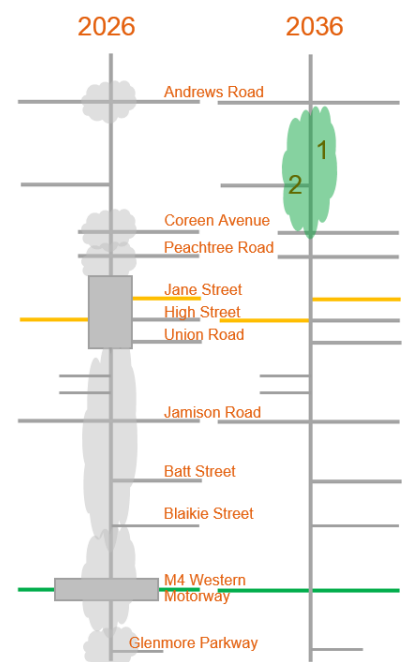 2026 2036
Andrews Road
1
2
Coreen Avenue
Peachtree Road
Jane Street
High Street
Union Road
Jamison Road
Batt Street
Blaikie Street
M4 Western
Motorway
Glenmore Parkway